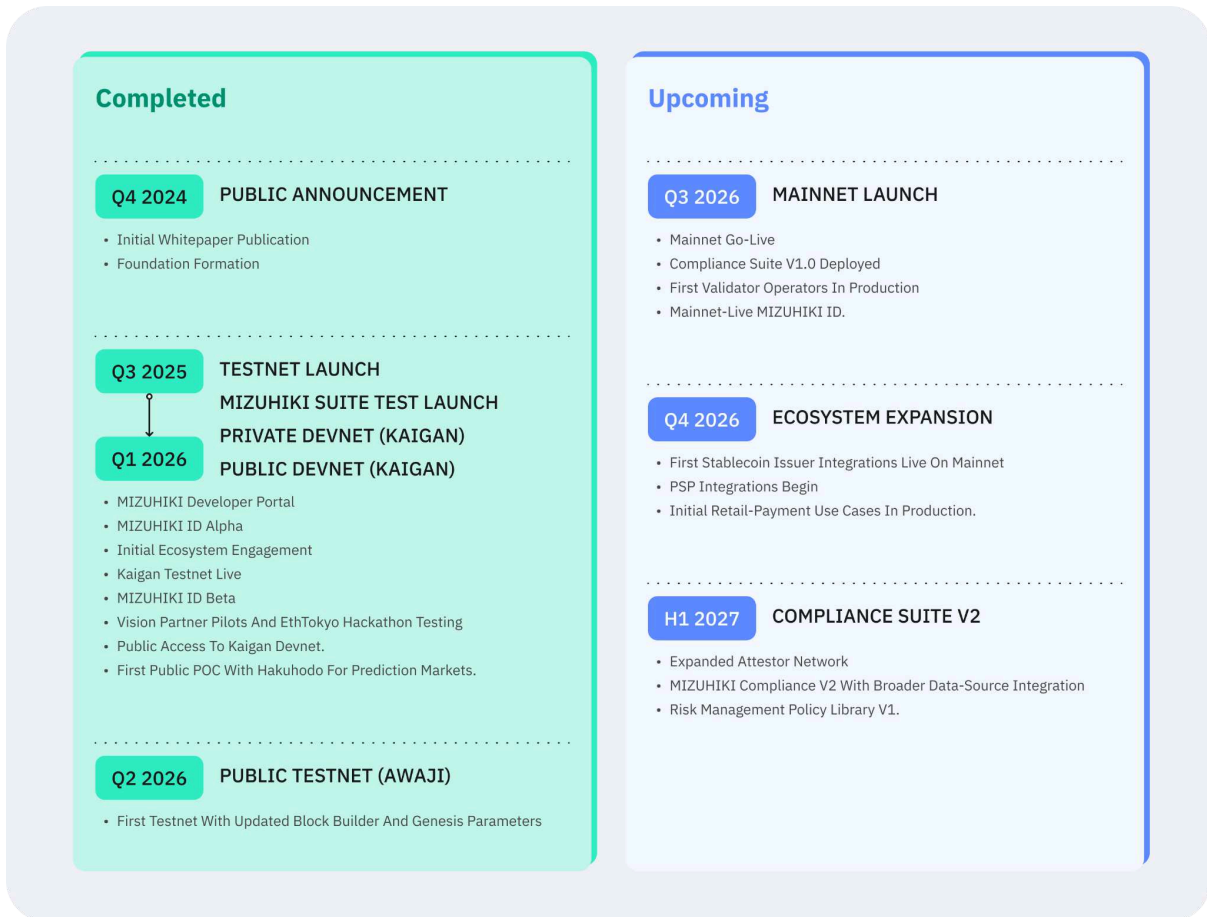 Completed
Q4 2024
PUBLIC ANNOUNCEMENT
• Initial Whitepaper Publication
• Foundation Formation
Q3 2025
Q1 2026
TESTNET LAUNCH
MIZUHIKI SUITE TEST LAUNCH
PRIVATE DEVNET (KAIGAN)
PUBLIC DEVNET (KAIGAN)
• MIZUHIKI Developer Portal
• MIZUHIKI ID Alpha
• Initial Ecosystem Engagement
• Kaigan Testnet Live
• MIZUHIKI ID Beta
• Vision Partner Pilots And EthTokyo Hackathon Testing
• Public Access To Kaigan Devnet.
• First Public POC With Hakuhodo For Prediction Markets.
Q2 2026
PUBLIC TESTNET (AWAJI)
• First Testnet With Updated Block Builder And Genesis Parameters
Upcoming
Q3 2026
MAINNET LAUNCH
• Mainnet Go-Live
• Compliance Suite V1.0 Deployed
• First Validator Operators In Production
• Mainnet-Live MIZUHIKI ID.
Q4 2026
ECOSYSTEM EXPANSION
• First Stablecoin Issuer Integrations Live On Mainnet
• PSP Integrations Begin
• Initial Retail-Payment Use Cases In Production.
H1 2027
COMPLIANCE SUITE V2
• Expanded Attestor Network
• MIZUHIKI Compliance V2 With Broader Data-Source Integration
• Risk Management Policy Library V1.